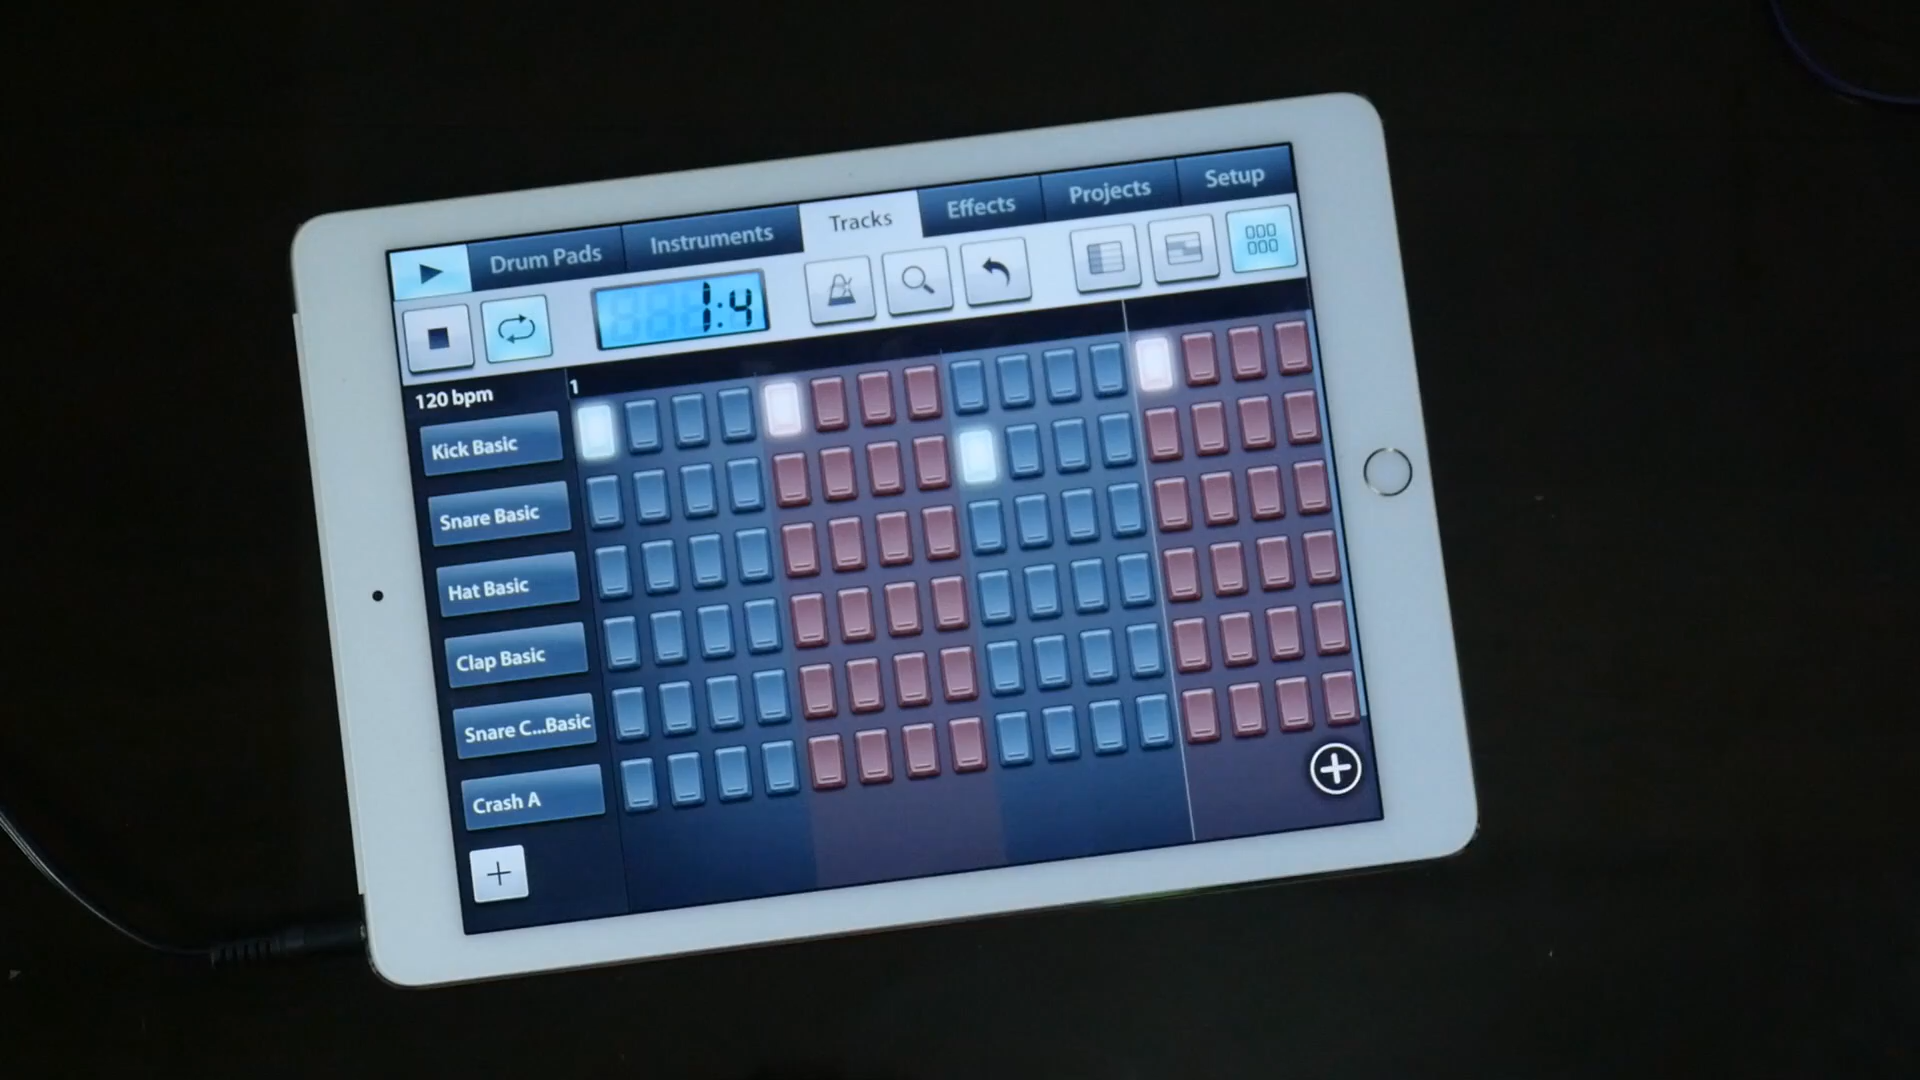 Drum Pads
Instruments
Tracks
Effects
Projects
Setup
1:4
120 bpm
1
Kick Basic
Snare Basic
Hat Basic
Clap Basic
Snare C...Basic
Crash A